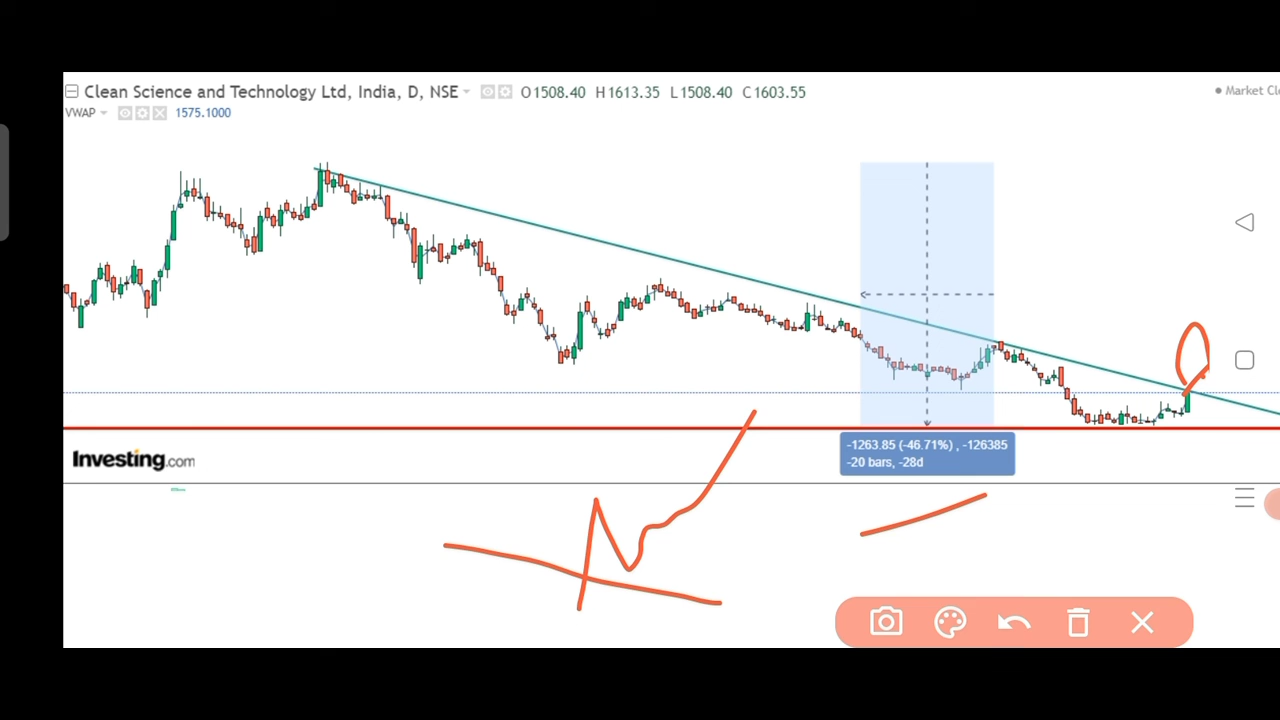 Clean Science and Technology Ltd, India, D, NSE O1508.40 H1613.35 L1508.40 C1603.55
Market Clo
VWAP 1575.1000
-1263.85 (-46.71%) , -126385
-20 bars, -28d
Investing.com